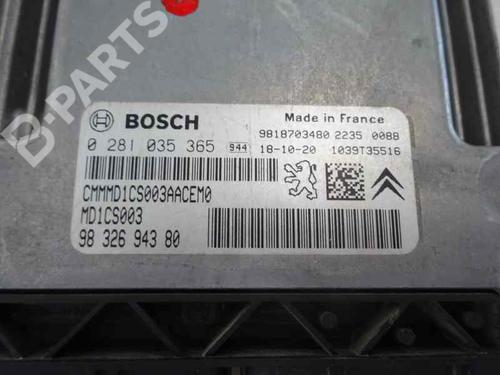 B-PARTS
BOSCH
Made in France
9818703480 2235 008B
0 281 035 365 944 18-10-20 1039T35516
CMMMD1CS003AACEM0
MD1CS003
98 326 943 80